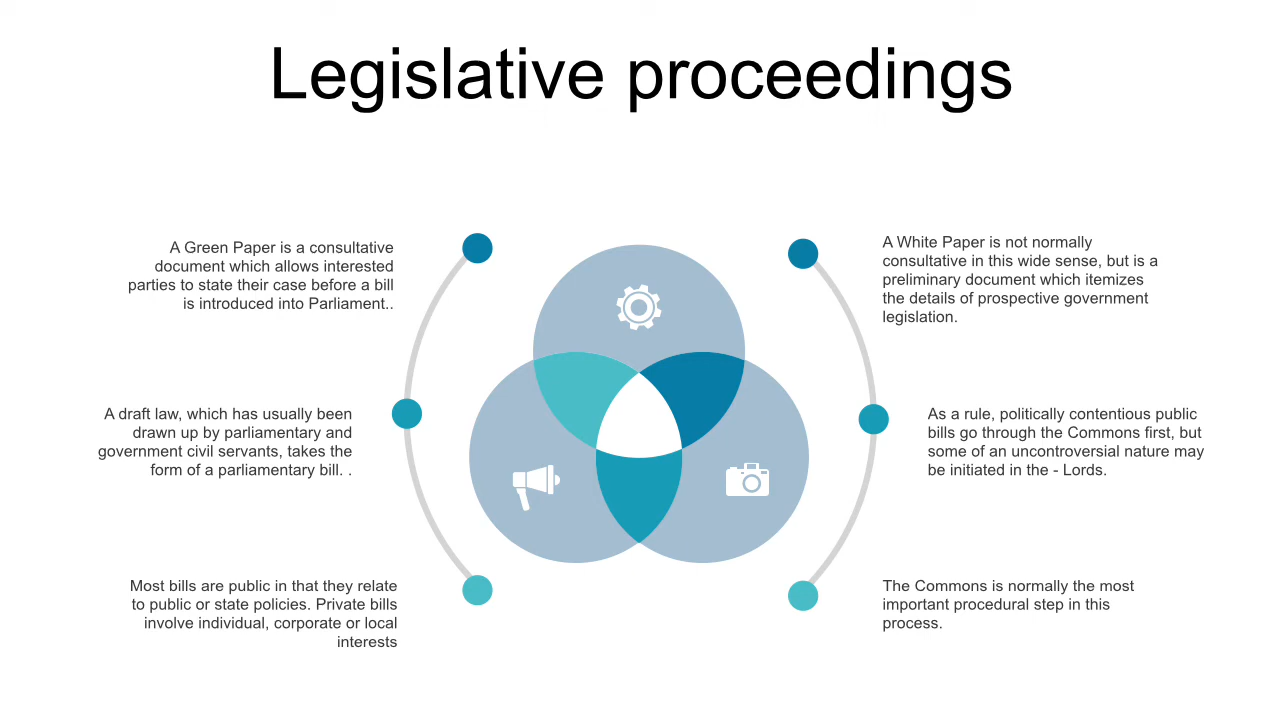 Legislative proceedings
A Green Paper is a consultative
document which allows interested
parties to state their case before a bill
is introduced into Parliament..
A draft law, which has usually been
drawn up by parliamentary and
government civil servants, takes the
form of a parliamentary bill. .
Most bills are public in that they relate
to public or state policies. Private bills
involve individual, corporate or local
interests
A White Paper is not normally
consultative in this wide sense, but is a
preliminary document which itemizes
the details of prospective government
legislation.
As a rule, politically contentious public
bills go through the Commons first, but
some of an uncontroversial nature may
be initiated in the - Lords.
The Commons is normally the most
important procedural step in this
process.